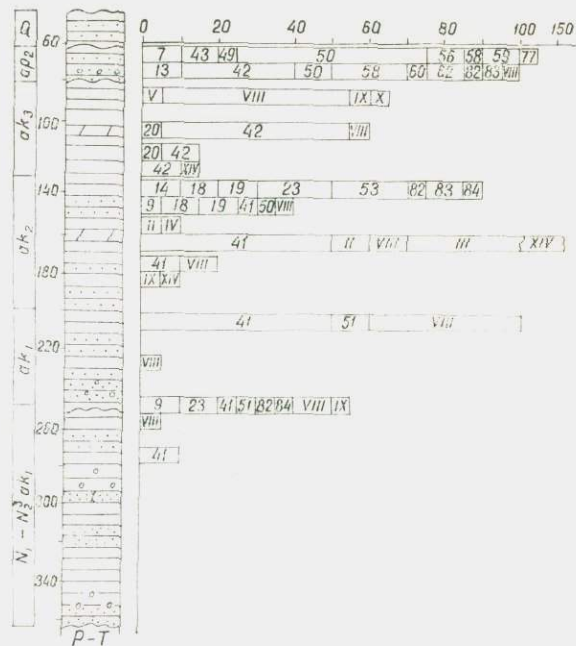 0 20 40 60 80 100 130 150
Q
60
7 43 49 50 56 58 59 77
ap₂
13 42 50 58 60 82 82 83 VIII
V VIII IX X
ak₃
100
20 42 VIII
20 42
42 XIV
140
14 18 19 23 53 82 83 84
9 18 19 41 50 VIII
II IV
ak₂
41 II VIII III XIV
41 VIII
180
IX XIV
41 51 VIII
220
ak₁
VIII
9 23 41 51 82 84 VIII IX
260
VIII
41
300
N₁ - N₂³ ak₁
340
P-T